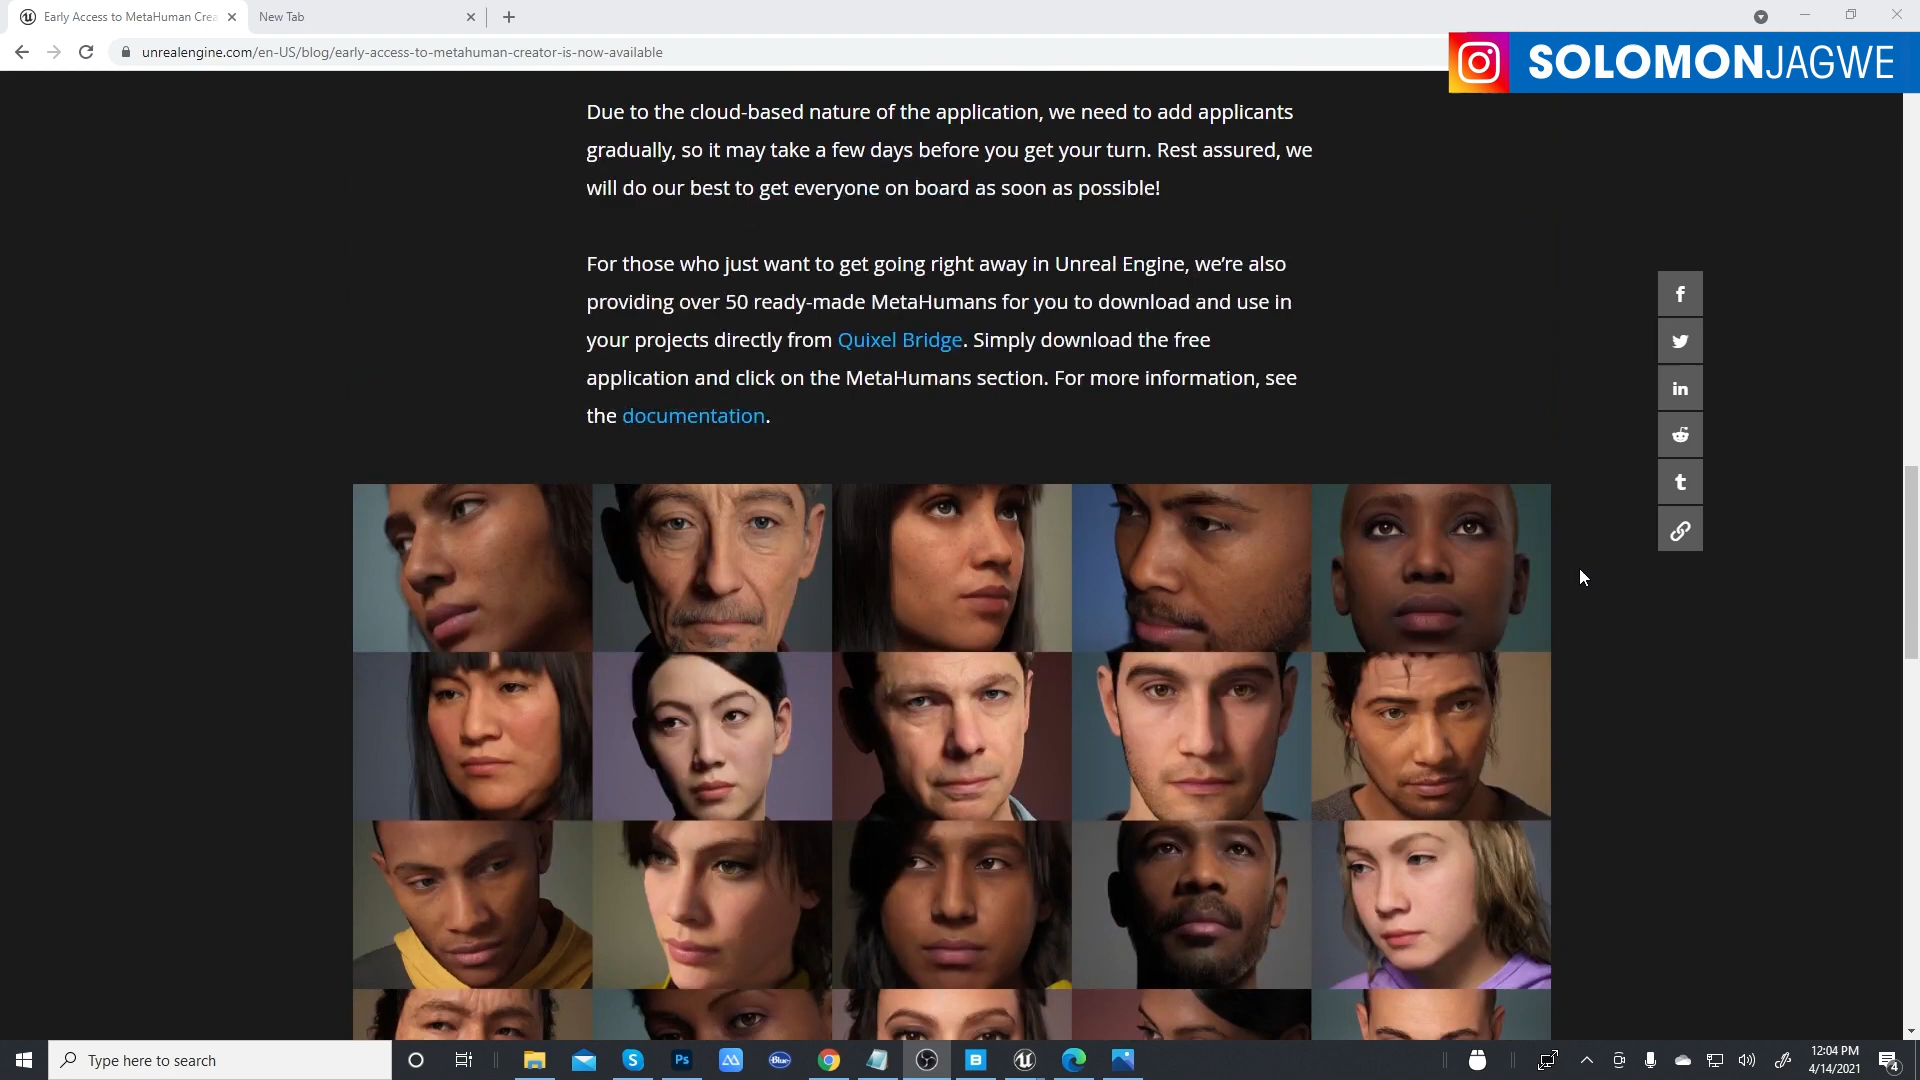 Early Access to MetaHuman Crea
New Tab
unrealengine.com/en-US/blog/early-access-to-metahuman-creator-is-now-available
SOLOMONJAGWE
Due to the cloud-based nature of the application, we need to add applicants
gradually, so it may take a few days before you get your turn. Rest assured, we
will do our best to get everyone on board as soon as possible!
For those who just want to get going right away in Unreal Engine, we’re also
providing over 50 ready-made MetaHumans for you to download and use in
your projects directly from Quixel Bridge. Simply download the free
application and click on the MetaHumans section. For more information, see
the documentation.
Type here to search
Ps
Blue
B
12:04 PM
4/14/2021
4